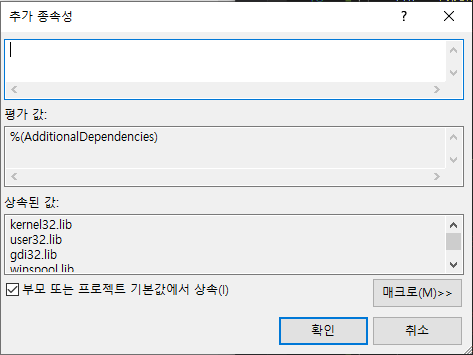 추가 종속성
?
평가 값:
%(AdditionalDependencies)
상속된 값:
kernel32.lib
user32.lib
gdi32.lib
winspool.lib
부모 또는 프로젝트 기본값에서 상속(I)
매크로(M)>>
확인
취소